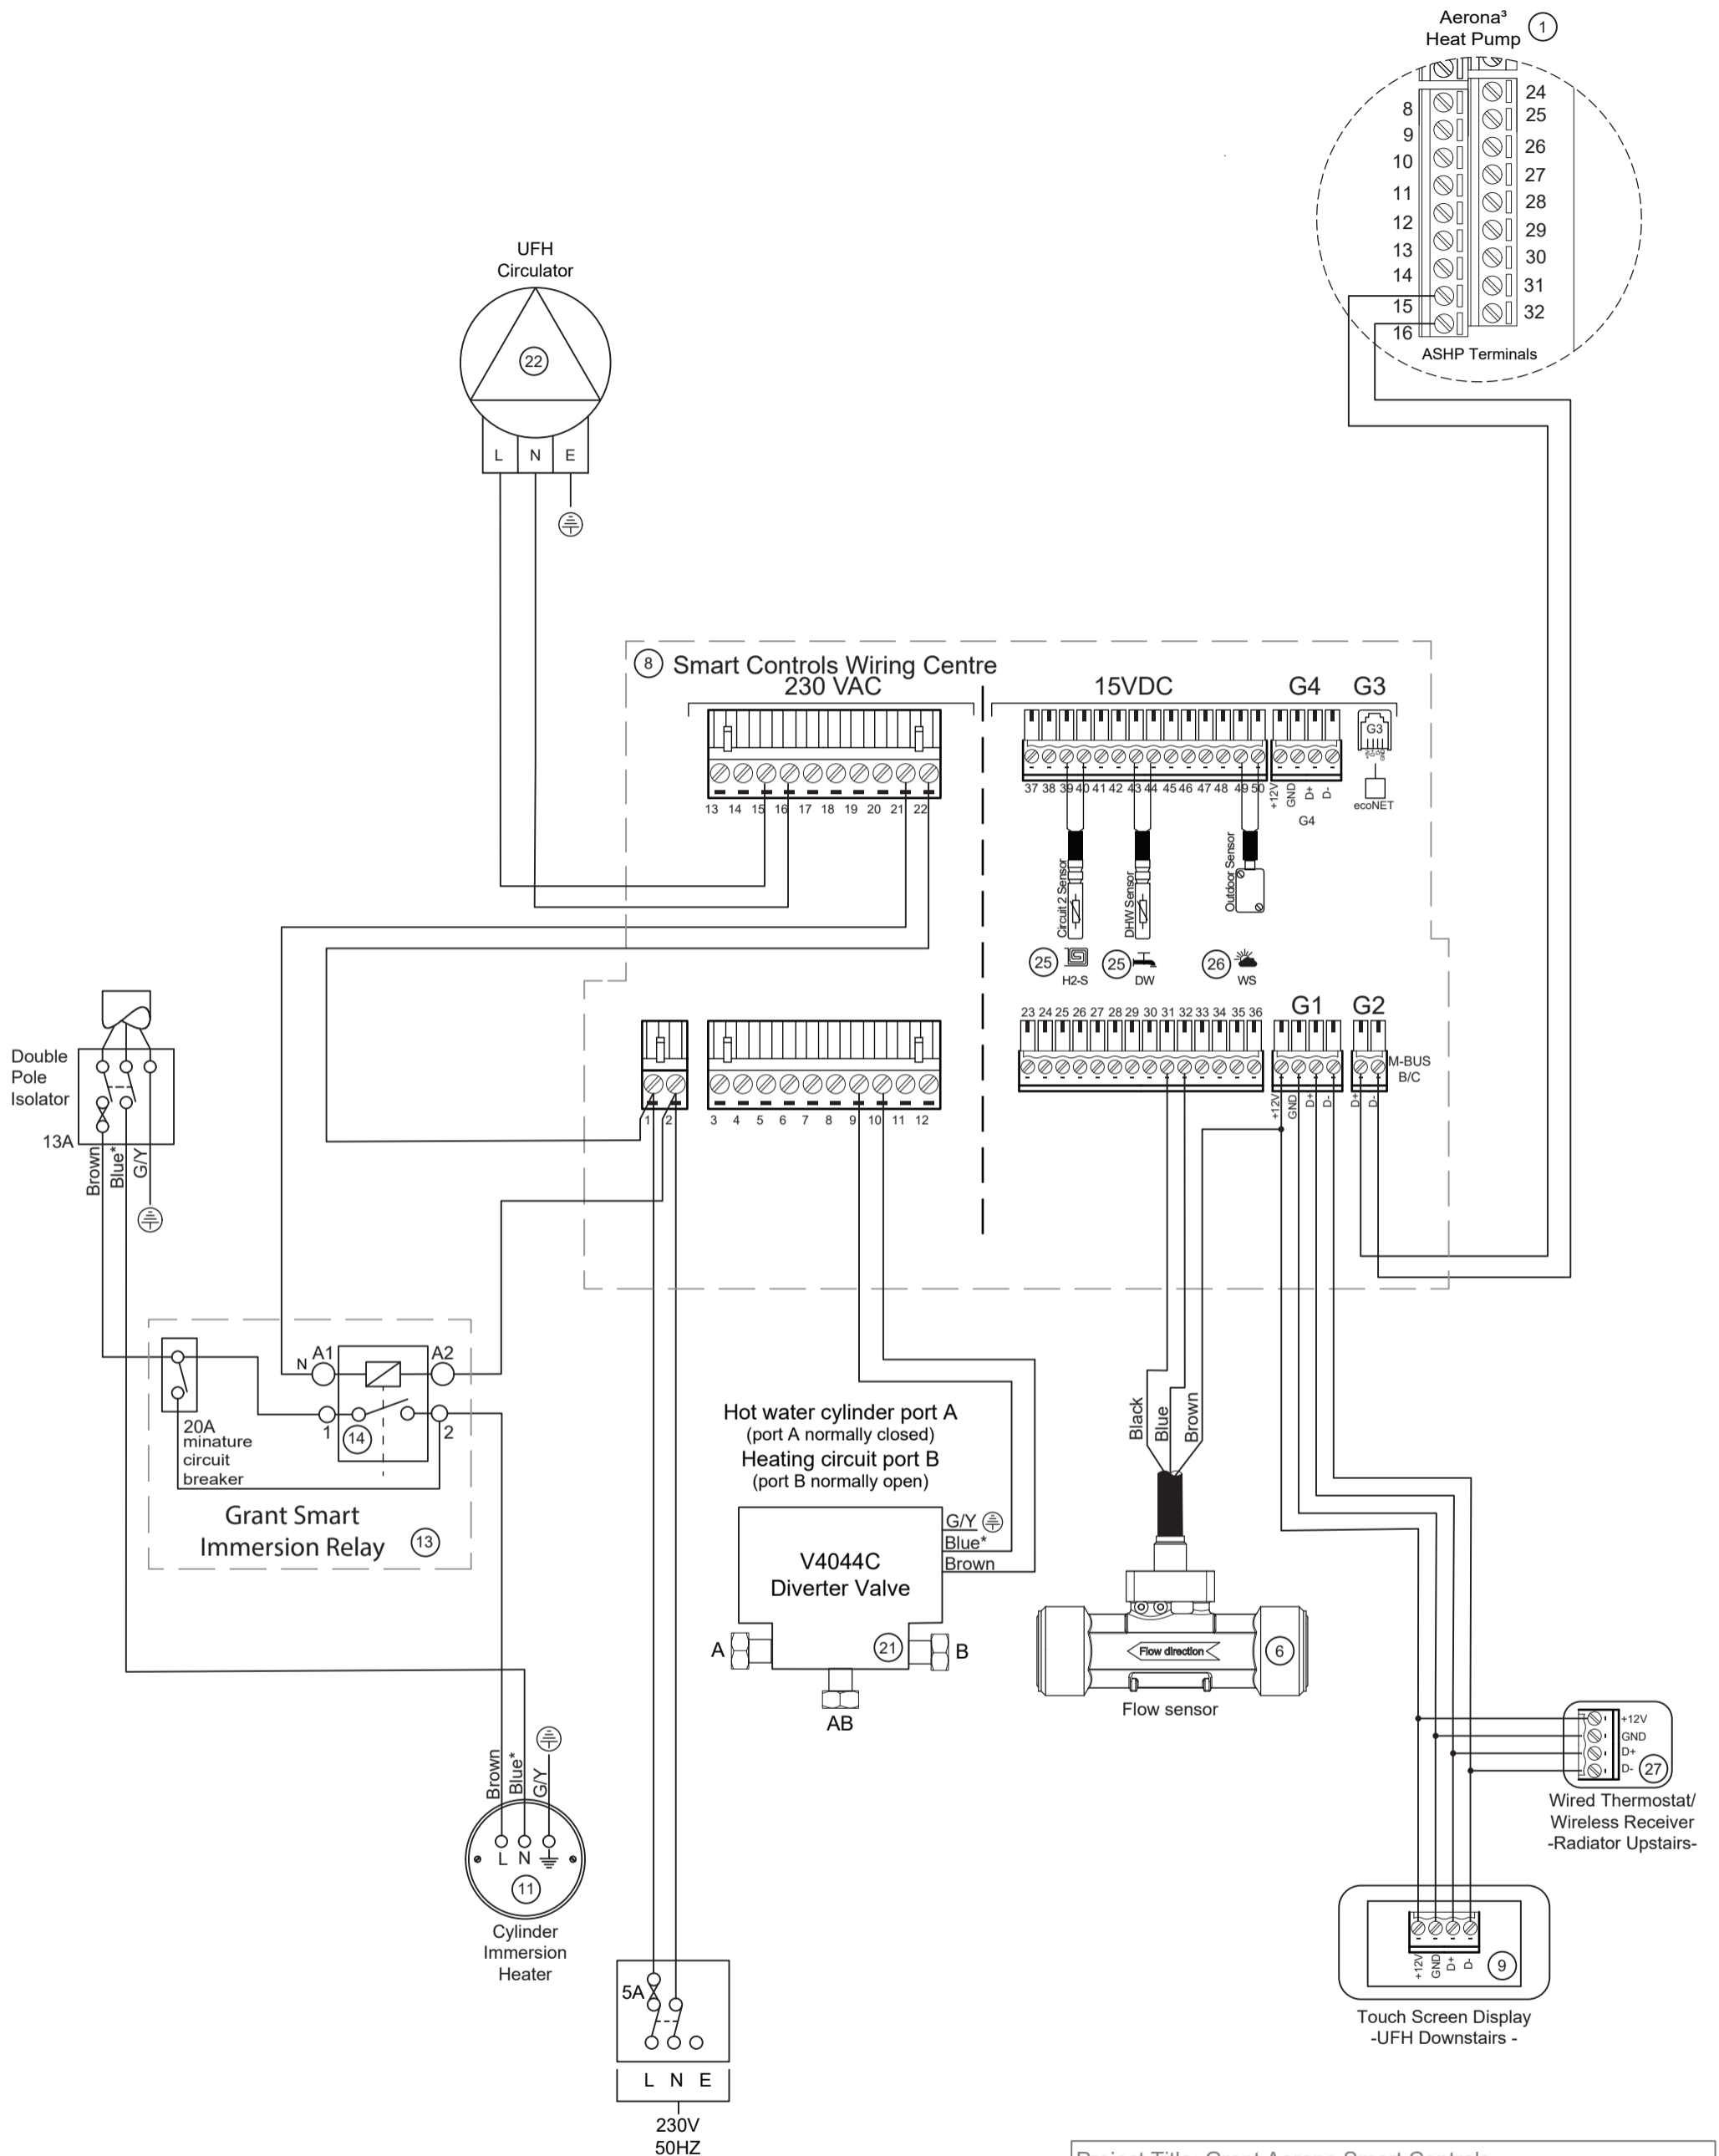 Aerona³
Heat Pump
1
8
9
10
11
12
13
14
15
16
24
25
26
27
28
29
30
31
32
ASHP Terminals
UFH
Circulator
22
L N E
8 Smart Controls Wiring Centre
230 VAC
15VDC
G4
G3
13 14 15 16 17 18 19 20 21 22
37 38 39 40 41 42 43 44 45 46 47 48 49 50
+12V GND D+ D-
G4
G3
ecoNET
Circuit 2 Sensor
DHW Sensor
Outdoor Sensor
25
H2-S
25
DW
26
WS
Double
Pole
Isolator
13A
Brown
Blue*
G/Y
1 2
3 4 5 6 7 8 9 10 11 12
23 24 25 26 27 28 29 30 31 32 33 34 35 36
G1
G2
+12V GND D+ D-
D+ D-
M-BUS
B/C
N A1
A2
1
14
2
20A
minature
circuit
breaker
Grant Smart
Immersion Relay
13
Hot water cylinder port A
(port A normally closed)
Heating circuit port B
(port B normally open)
V4044C
Diverter Valve
G/Y
Blue*
Brown
A
21
B
AB
Black
Blue
Brown
Flow direction
6
Flow sensor
+12V
GND
D+
D-
27
Wired Thermostat/
Wireless Receiver
-Radiator Upstairs-
+12V GND D+ D-
9
Touch Screen Display
-UFH Downstairs -
Brown
Blue*
G/Y
L N
11
Cylinder
Immersion
Heater
5A
L N E
230V
50HZ